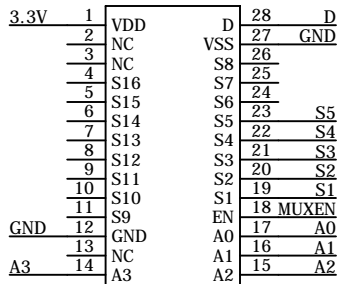 3.3V 1 VDD D 28 D
2 NC VSS 27 GND
3 NC S8 26
4 S16 S7 25
5 S15 S6 24
6 S14 S5 23 S5
7 S13 S4 22 S4
8 S12 S3 21 S3
9 S11 S2 20 S2
10 S10 S1 19 S1
11 S9 EN 18 MUXEN
GND 12 GND A0 17 A0
13 NC A1 16 A1
A3 14 A3 A2 15 A2